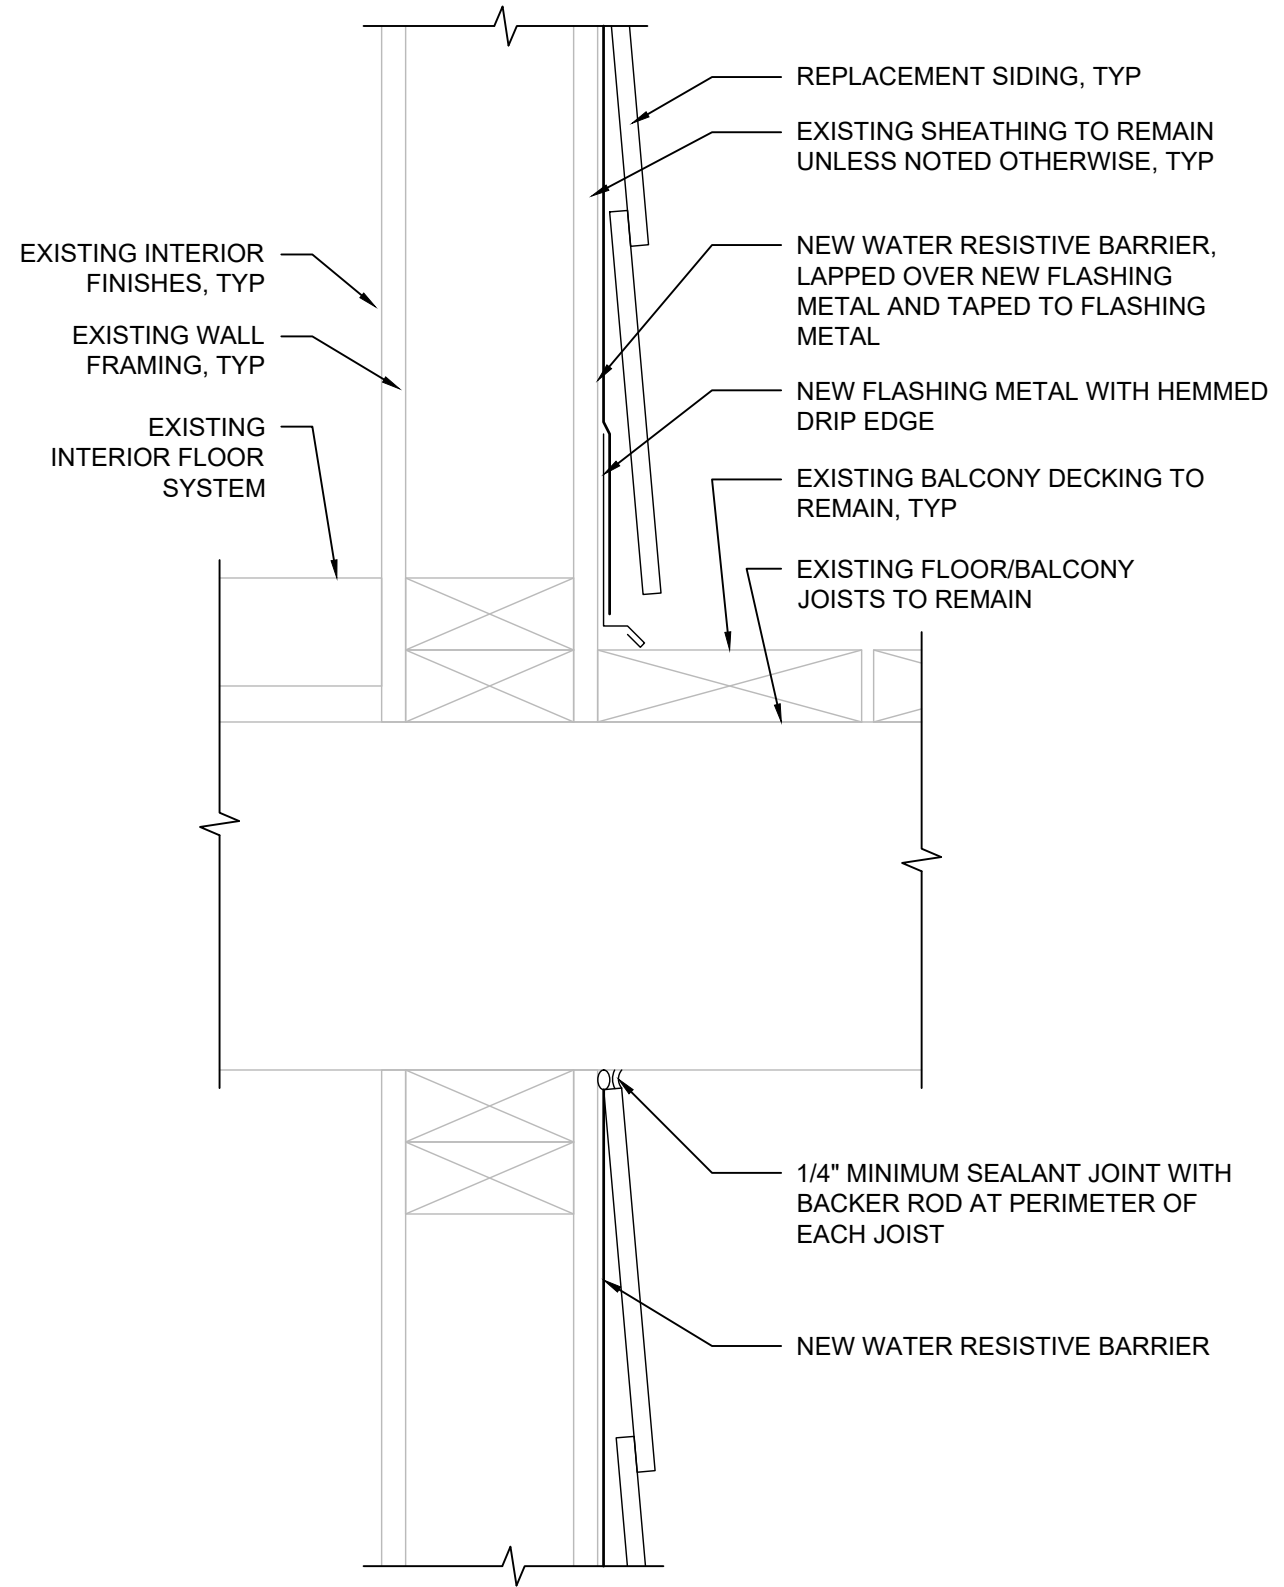 REPLACEMENT SIDING, TYP
EXISTING SHEATHING TO REMAIN
UNLESS NOTED OTHERWISE, TYP
EXISTING INTERIOR
FINISHES, TYP
EXISTING WALL
FRAMING, TYP
EXISTING
INTERIOR FLOOR
SYSTEM
NEW WATER RESISTIVE BARRIER,
LAPPED OVER NEW FLASHING
METAL AND TAPED TO FLASHING
METAL
NEW FLASHING METAL WITH HEMMED
DRIP EDGE
EXISTING BALCONY DECKING TO
REMAIN, TYP
EXISTING FLOOR/BALCONY
JOISTS TO REMAIN
1/4" MINIMUM SEALANT JOINT WITH
BACKER ROD AT PERIMETER OF
EACH JOIST
NEW WATER RESISTIVE BARRIER